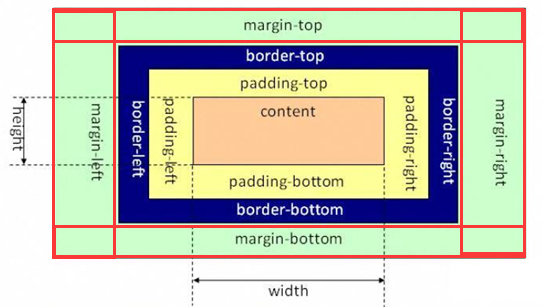 margin-top
border-top
padding-top
content
height
margin-left
border-left
padding-left
padding-right
border-right
margin-right
padding-bottom
border-bottom
margin-bottom
width